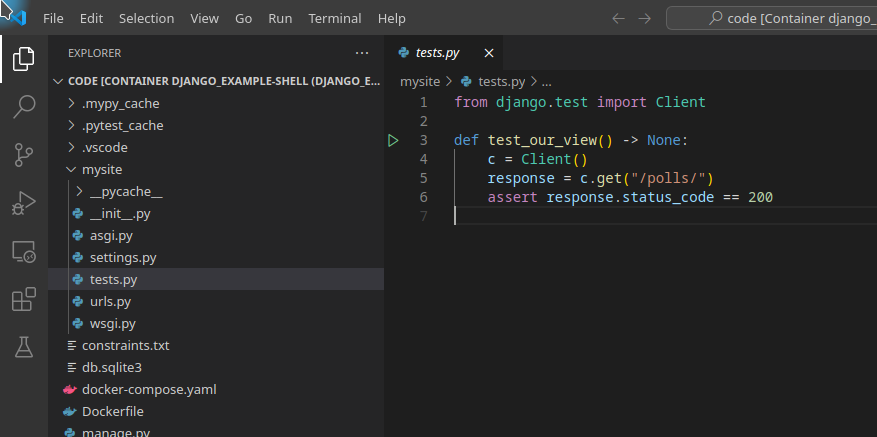 File Edit Selection View Go Run Terminal Help
code [Container django_
EXPLORER
tests.py
CODE [CONTAINER DJANGO_EXAMPLE-SHELL (DJANGO_E...
mysite > tests.py > ...
.mypy_cache
.pytest_cache
.vscode
mysite
__pycache__
__init__.py
asgi.py
settings.py
tests.py
urls.py
wsgi.py
constraints.txt
db.sqlite3
docker-compose.yaml
Dockerfile
manage.py
1 from django.test import Client
2
3 def test_our_view() -> None:
4     c = Client()
5     response = c.get("/polls/")
6     assert response.status_code == 200
7